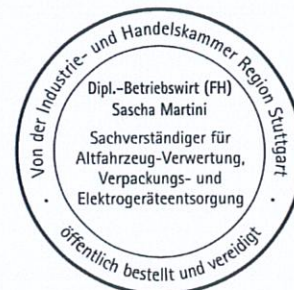 Von der Industrie- und Handelskammer Region Stuttgart
Dipl.-Betriebswirt (FH)
Sascha Martini
Sachverständiger für
Altfahrzeug-Verwertung,
Verpackungs- und
Elektrogeräteentsorgung
· öffentlich bestellt und vereidigt ·